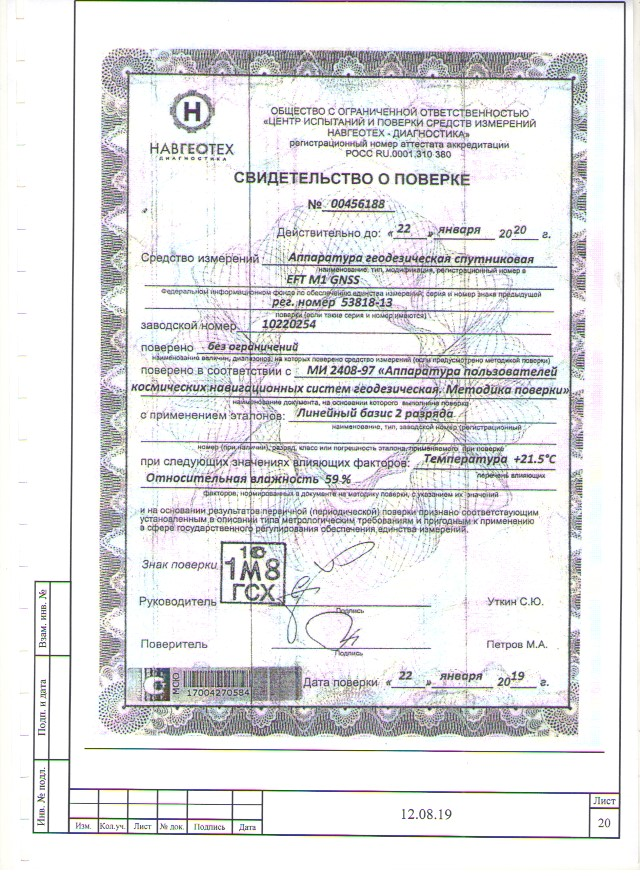 Н
НАВГЕОТЕХ
ДИАГНОСТИКА
ОБЩЕСТВО С ОГРАНИЧЕННОЙ ОТВЕТСТВЕННОСТЬЮ
«ЦЕНТР ИСПЫТАНИЙ И ПОВЕРКИ СРЕДСТВ ИЗМЕРЕНИЙ
НАВГЕОТЕХ - ДИАГНОСТИКА»
регистрационный номер аттестата аккредитации
РОСС RU.0001.310 380
СВИДЕТЕЛЬСТВО О ПОВЕРКЕ
№ 00456188
Действительно до: « 22 » января 2020 г.
Средство измерений Аппаратура геодезическая спутниковая
наименование, тип, модификация, регистрационный номер в
EFT M1 GNSS
Федеральном информационном фонде по обеспечению единства измерений, серия и номер знака предыдущей
рег. номер 53818-13
поверки (если такие серия и номер имеются)
заводской номер 10220254
поверено без ограничений
наименование величин, диапазонов, на которых поверено средство измерений (если предусмотрено методикой поверки)
поверено в соответствии с МИ 2408-97 «Аппаратура пользователей
космических навигационных систем геодезическая. Методика поверки»
наименование документа, на основании которого выполнена поверка
с применением эталонов: Линейный базис 2 разряда
наименование, тип, заводской номер (регистрационный
номер (при наличии), разряд, класс или погрешность эталона, применяемого при поверке
при следующих значениях влияющих факторов: Температура +21.5°С
перечень влияющих
Относительная влажность 59 %
факторов, нормированных в документе на методику поверки, с указанием их значений
и на основании результатов первичной (периодической) поверки признано соответствующим
установленным в описании типа метрологическим требованиям и пригодным к применению
в сфере государственного регулирования обеспечения единства измерений.
Знак поверки
1М8
ГСХ
Руководитель
Подпись
Уткин С.Ю.
Поверитель
Подпись
Петров М.А.
МОЮ
17004270584
Дата поверки « 22 » января 2019 г.
Взам. инв. №
Подп. и дата
Инв. № подл.
Изм. Кол.уч. Лист № док. Подпись Дата
12.08.19
Лист
20